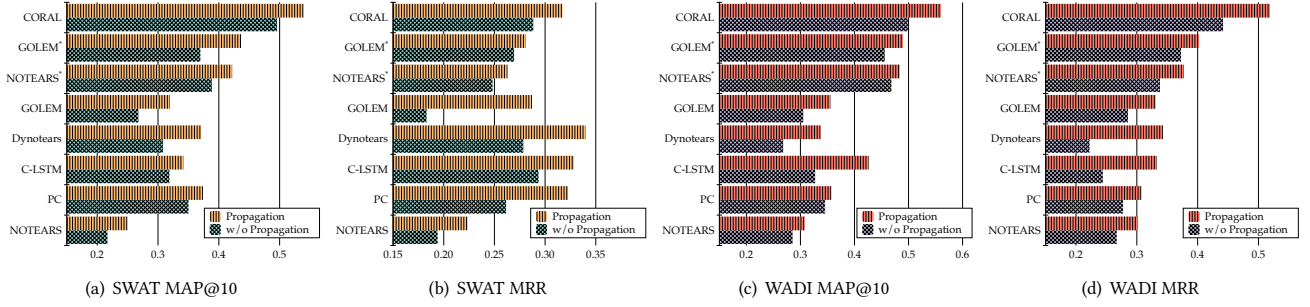 CORAL
GOLEM*
NOTEARS*
GOLEM
Dynotears
C-LSTM
PC
NOTEARS
Propagation
w/o Propagation
0.2 0.3 0.4 0.5
(a) SWAT MAP@10
CORAL
GOLEM*
NOTEARS*
GOLEM
Dynotears
C-LSTM
PC
NOTEARS
Propagation
w/o Propagation
0.15 0.20 0.25 0.30 0.35
(b) SWAT MRR
CORAL
GOLEM*
NOTEARS*
GOLEM
Dynotears
C-LSTM
PC
NOTEARS
Propagation
w/o Propagation
0.2 0.3 0.4 0.5 0.6
(c) WADI MAP@10
CORAL
GOLEM*
NOTEARS*
GOLEM
Dynotears
C-LSTM
PC
NOTEARS
Propagation
w/o Propagation
0.2 0.3 0.4 0.5
(d) WADI MRR